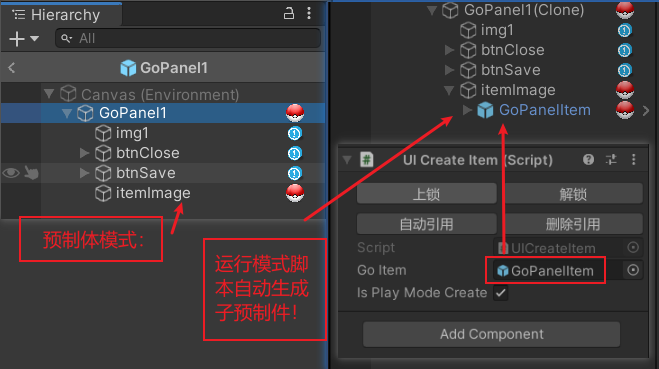 Hierarchy
All
GoPanel1
Canvas (Environment)
GoPanel1
img1
btnClose
btnSave
itemImage
预制体模式：
运行模式脚
本自动生成
子预制件！
GoPanel1(Clone)
img1
btnClose
btnSave
itemImage
GoPanelItem
UI Create Item (Script)
上锁
解锁
自动引用
删除引用
Script
UICreateItem
Go Item
GoPanelItem
Is Play Mode Create
Add Component